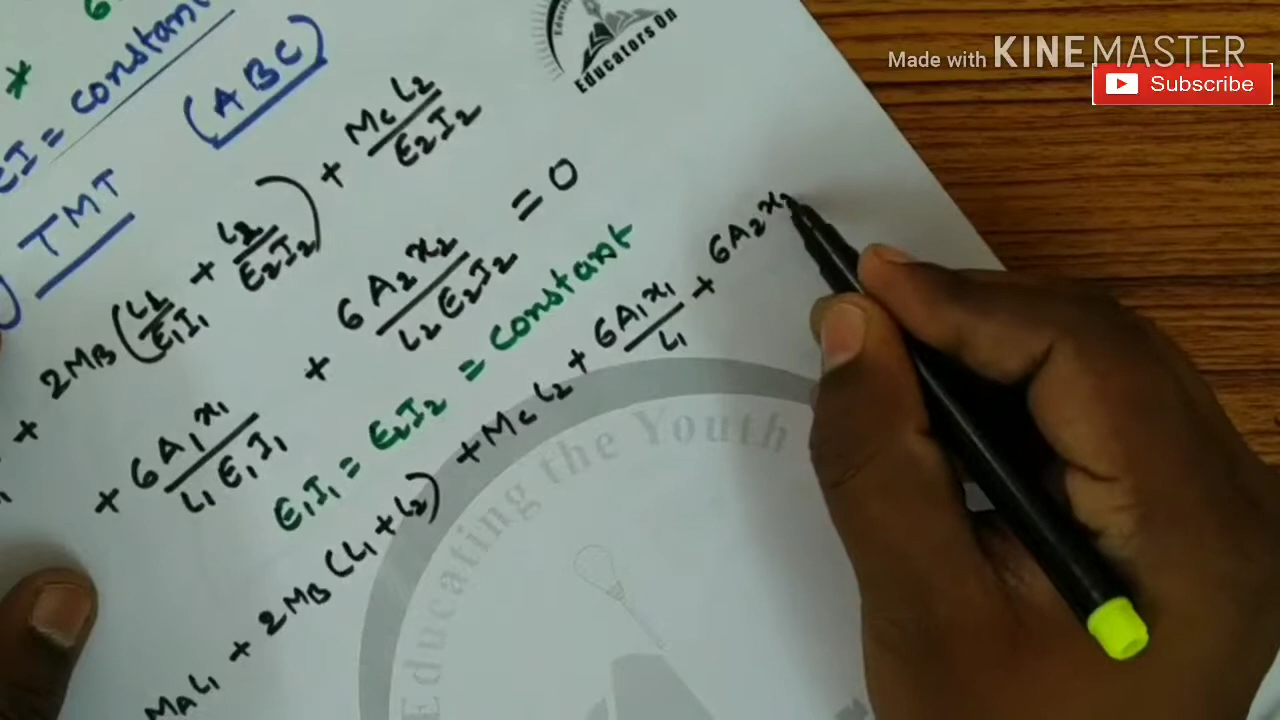 Made with KINEMASTER
Subscribe
Educators On
* EI = constant
(ABC)
TMT
+ 2MB (L2/E1I1 + L2/E2I2) + McL2/E2I2
+ 6A1x1/L1E1I1 + 6A2x2/L2E2I2 = 0
E1I1 = E2I2 = constant
MAL1 + 2MB (L1 + L2) + McL2 + 6A1x1/L1 + 6A2x2
Educating the Youth